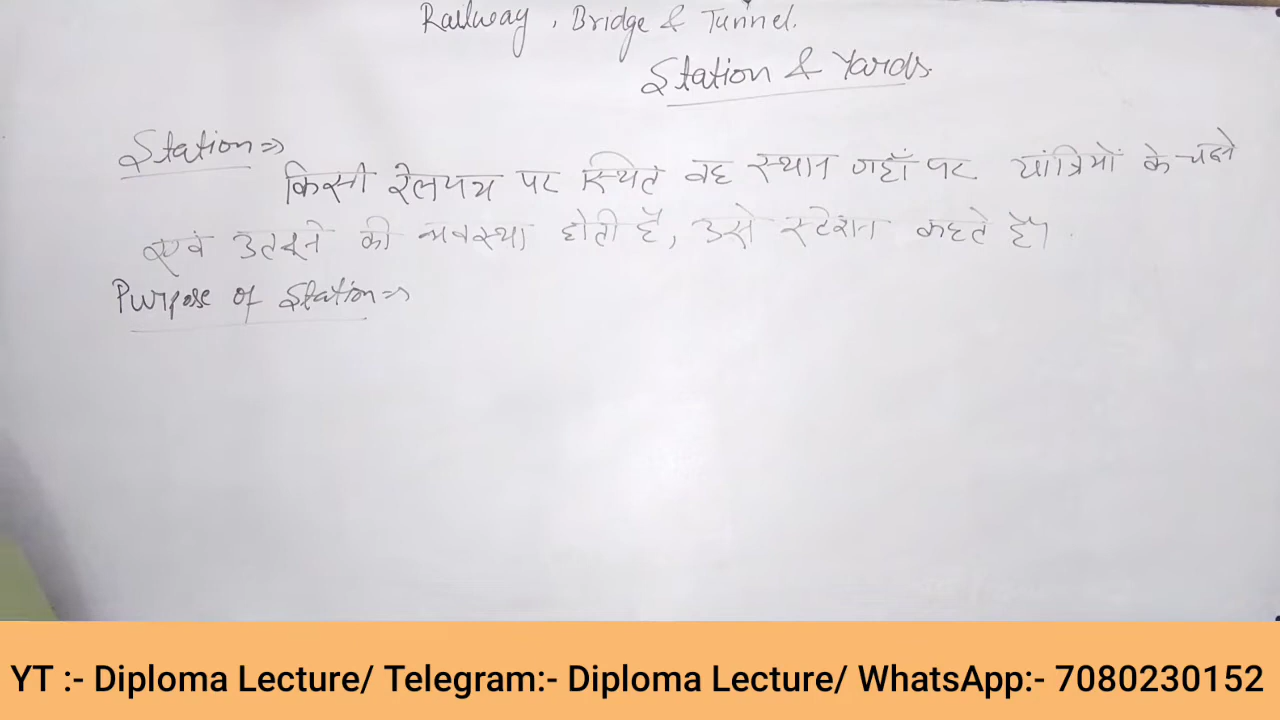 Railway, Bridge & Tunnel.
Station & Yards
Station ⇒
किसी रेलपथ पर स्थित वह स्थान जहाँ पर यांत्रियों के चढ़ने
एवं उतरने की व्यवस्था होती है, उसे स्टेशन कहते हैं।
Purpose of Station ⇒
YT :- Diploma Lecture/ Telegram:- Diploma Lecture/ WhatsApp:- 7080230152